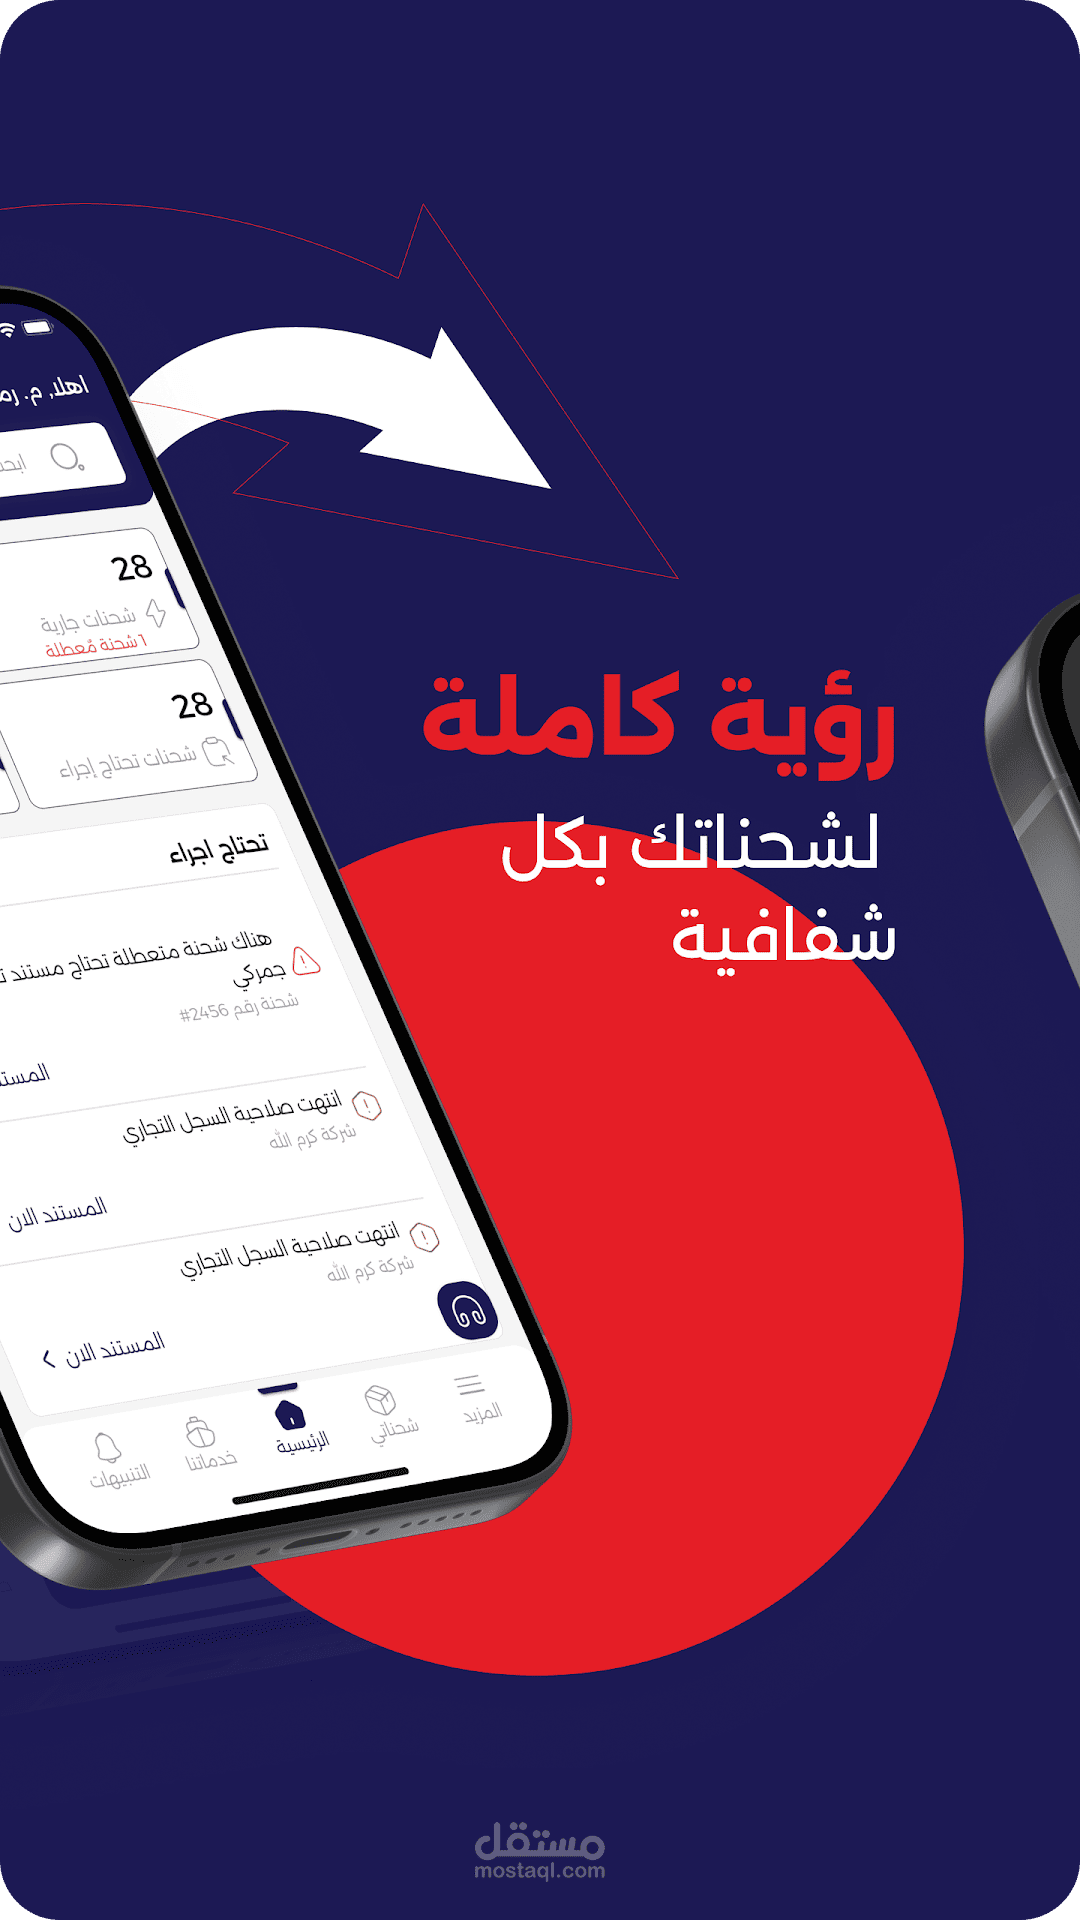 اهلا, م.
28
شحنات جارية
1 شحنة مُعطلة
28
شحنات تحتاج إجراء
تحتاج اجراء
هناك شحنة متعطلة تحتاج مستند
جمركي
شحنة رقم 2456#
انتهت صلاحية السجل التجاري
شركة كرم الله
المستند الان
انتهت صلاحية السجل التجاري
شركة كرم الله
المستند الان
المزيد
شحناتي
الرئيسية
خدماتنا
التنبيهات
رؤية كاملة
لشحناتك بكل
شفافية
مستقل
mostaql.com